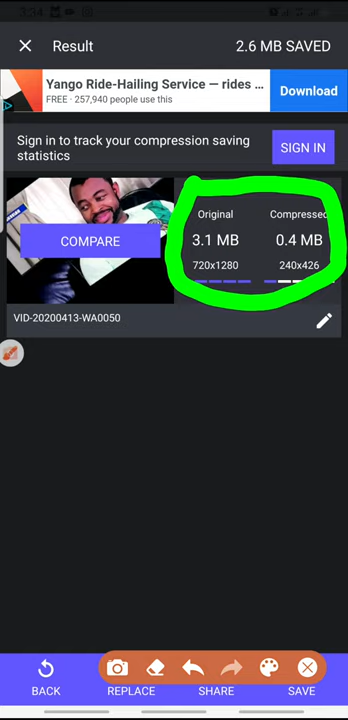 3:34
Result
2.6 MB SAVED
Yango Ride-Hailing Service — rides ...
FREE · 257,940 people use this
Download
Sign in to track your compression saving
statistics
SIGN IN
COMPARE
Original
Compressed
3.1 MB
0.4 MB
720x1280
240x426
VID-20200413-WA0050
BACK
REPLACE
SHARE
SAVE